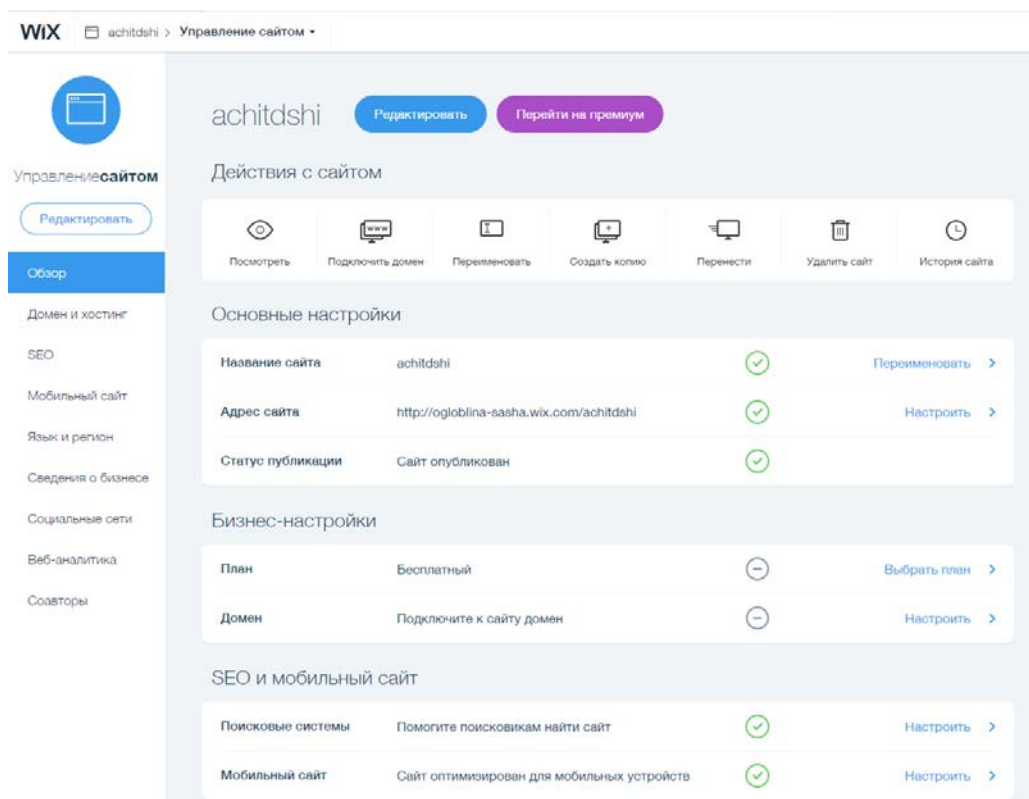 WiX achitdshi > Управление сайтом
achitdshi Редактировать Перейти на премиум
Управлениесайтом
Редактировать
Обзор
Домен и хостинг
SEO
Мобильный сайт
Язык и регион
Сведения о бизнесе
Социальные сети
Веб-аналитика
Соавторы
Действия с сайтом
www
Посмотреть Подключить домен Переименовать Создать копию Перенести Удалить сайт История сайта
Основные настройки
Название сайта achitdshi Переименовать >
Адрес сайта http://ogloblina-sasha.wix.com/achitdshi Настроить >
Статус публикации Сайт опубликован
Бизнес-настройки
План Бесплатный Выбрать план >
Домен Подключите к сайту домен Настроить >
SEO и мобильный сайт
Поисковые системы Помогите поисковикам найти сайт Настроить >
Мобильный сайт Сайт оптимизирован для мобильных устройств Настроить >